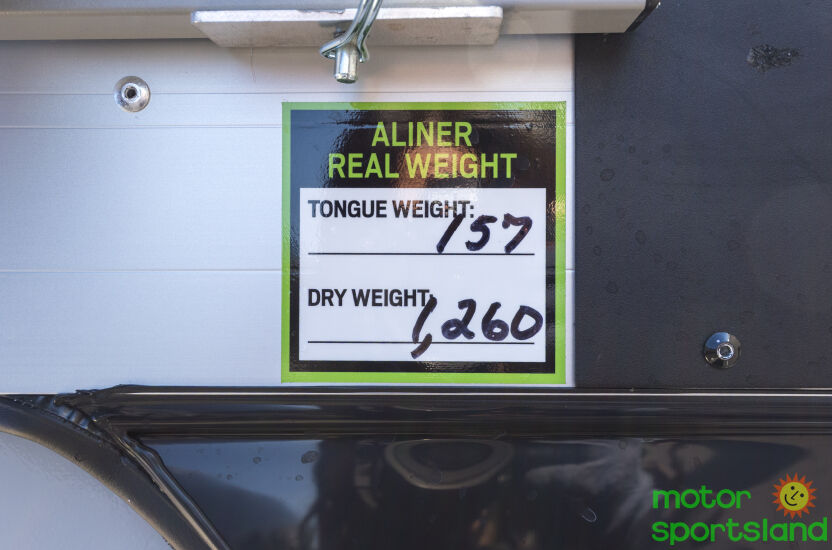 ALINER
REAL WEIGHT
TONGUE WEIGHT: 157
DRY WEIGHT: 1,260
motor
sportsland